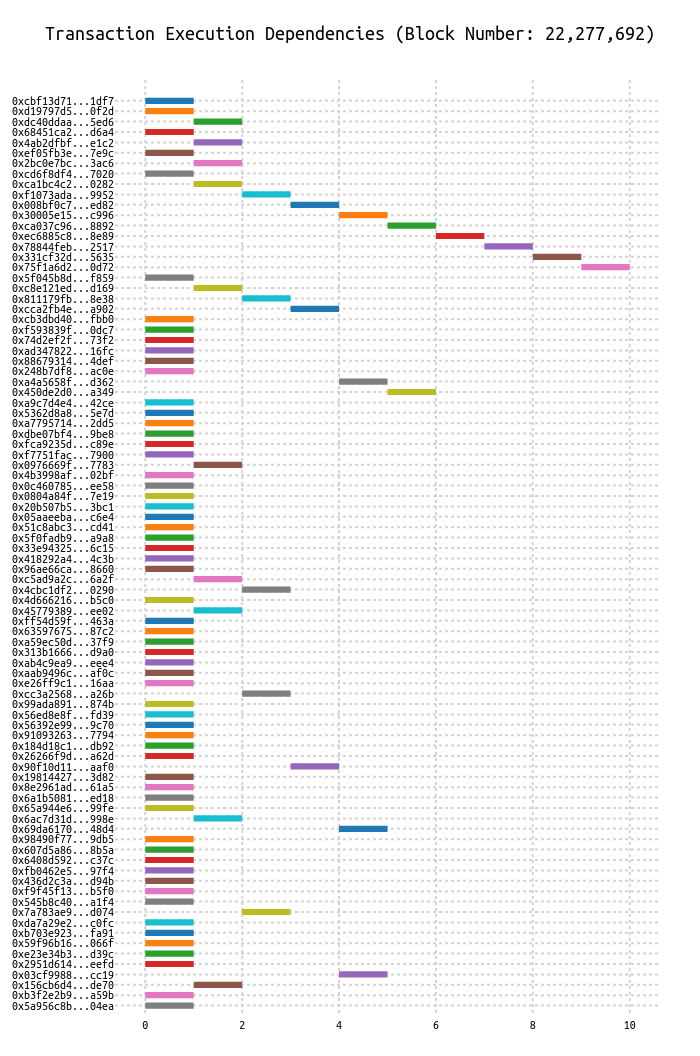 Transaction Execution Dependencies (Block Number: 22,277,692)
0xcbf13d71...1df7
0xd19797d5...0f2d
0xdc40ddaa...5ed6
0x68451ca2...d6a4
0x4ab2dfbf...e1c2
0xef05fb3e...7e9c
0x2bc0e7bc...3ac6
0xcd6f8df4...7020
0xca1bc4c2...0282
0xf1073ada...9952
0x008bf0c7...ed82
0x30005e15...c996
0xca037c96...8892
0xec6885c8...8e89
0x78844feb...2517
0x331cf32d...5635
0x75f1a6d2...0d72
0x5f045b8d...f859
0xc8e121ed...d169
0x811179fb...8e38
0xcca2fb4e...a902
0xcb3dbd40...fbb0
0xf593839f...0dc7
0x74d2ef2f...73f2
0xad347822...16fc
0x88679314...4def
0x248b7df8...ac0e
0xa4a5658f...d362
0x450de2d0...a349
0xa9c7d4e4...42ce
0x5362d8a8...5e7d
0xa7795714...2dd5
0xdbe07bf4...9be8
0xfca9235d...c89e
0xf7751fac...7900
0x0976669f...7783
0x4b3998af...02bf
0x0c460785...ee58
0x0804a84f...7e19
0x20b507b5...3bc1
0x05aaeeba...c6e4
0x51c8abc3...cd41
0x5f0fadb9...a9a8
0x33e94325...6c15
0x418292a4...4c3b
0x96ae66ca...8660
0xc5ad9a2c...6a2f
0x4cbc1df2...0290
0x4d666216...b5c0
0x45779389...ee02
0xff54d59f...463a
0x63597675...87c2
0xa59ec50d...37f9
0x313b1666...d9a0
0xab4c9ea9...eee4
0xaab9496c...af0c
0xe26ff9c1...16aa
0xcc3a2568...a26b
0x99ada891...874b
0x56ed8e8f...fd39
0x56392e99...9c70
0x91093263...7794
0x184d18c1...db92
0x26266f9d...a62d
0x90f10d11...aaf0
0x19814427...3d82
0x8e2961ad...61a5
0x6a1b5081...ed18
0x65a944e6...99fe
0x6ac7d31d...998e
0x69da6170...48d4
0x98490f77...9db5
0x607d5a86...8b5a
0x6408d592...c37c
0xfb0462e5...97f4
0x436d2c3a...d94b
0xf9f45f13...b5f0
0x545b8c40...a1f4
0x7a783ae9...d074
0xda7a29e2...c0fc
0xb703e923...fa91
0x59f96b16...066f
0xe23e34b3...d39c
0x2951d614...eefd
0x03cf9988...cc19
0x156cb6d4...de70
0xb3f2e2b9...a59b
0x5a956c8b...04ea
0 2 4 6 8 10